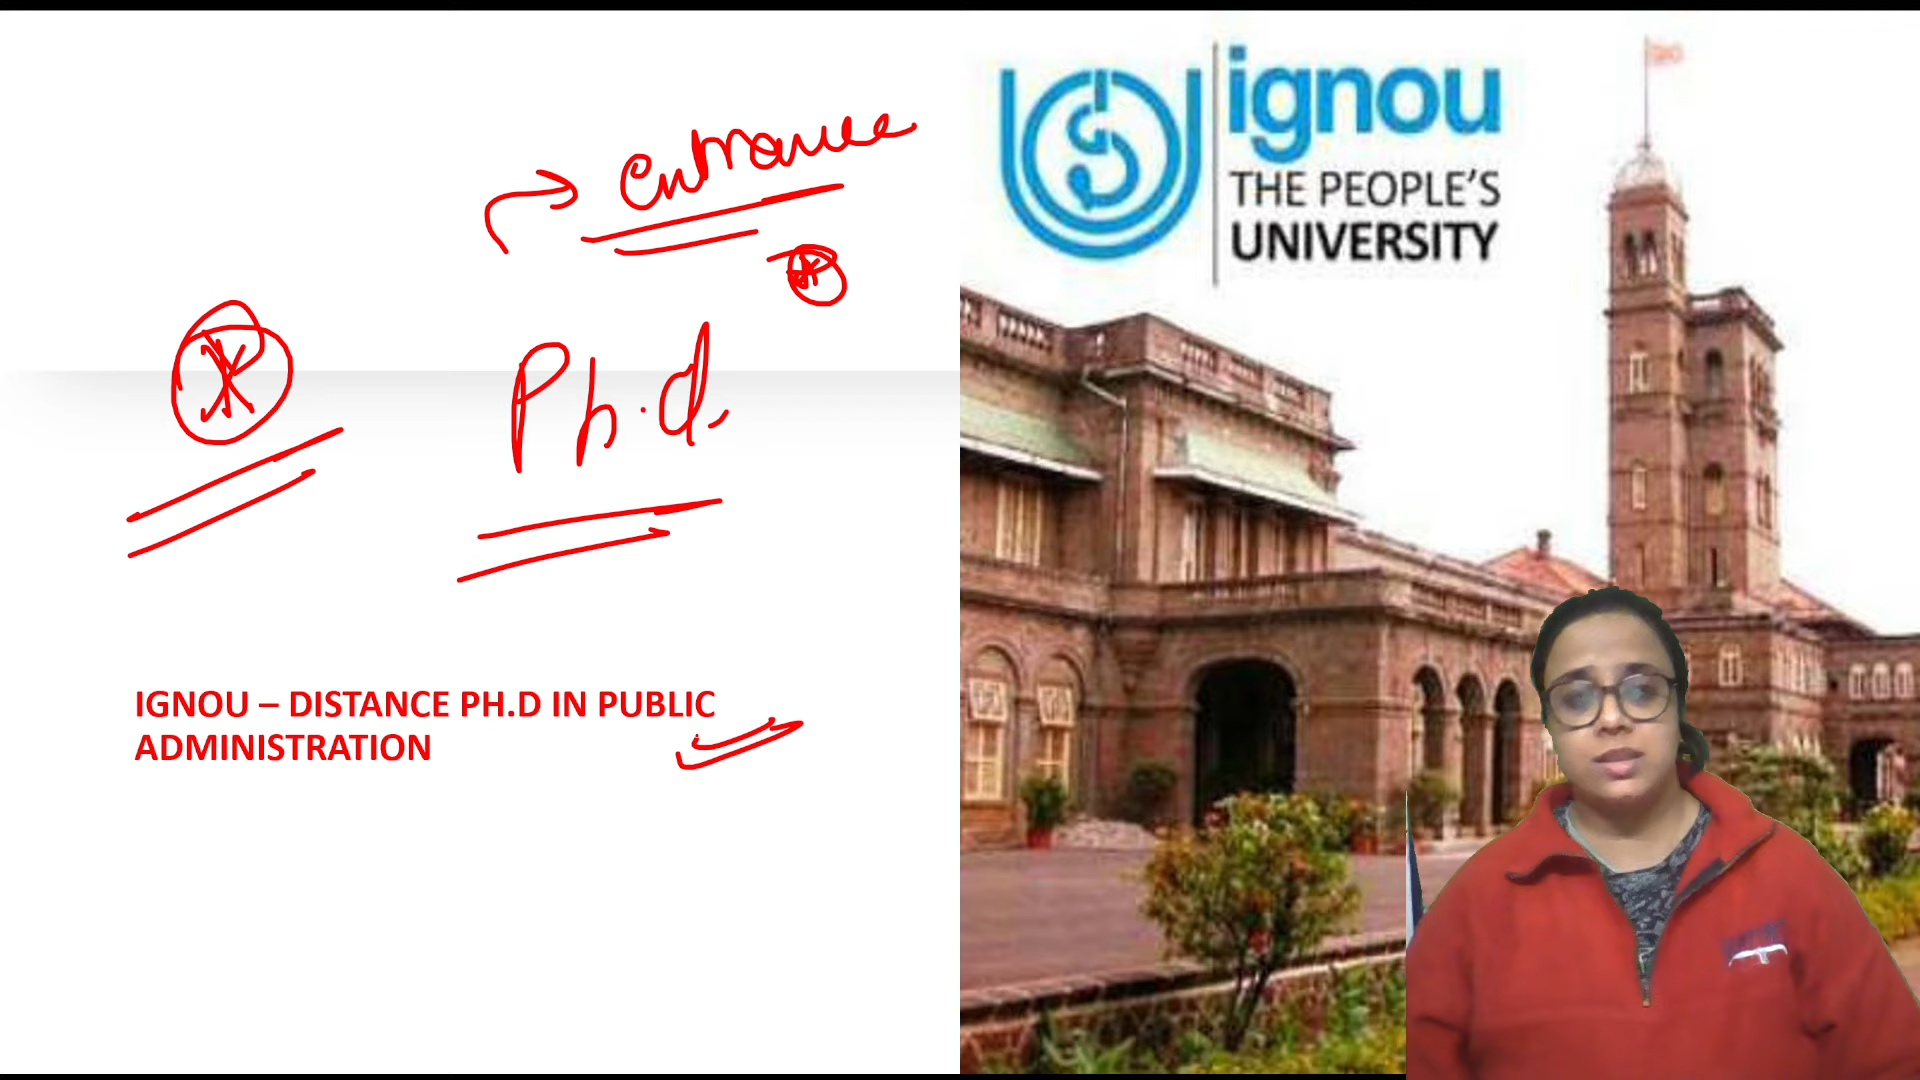 entrance
Ph.d.
IGNOU – DISTANCE PH.D IN PUBLIC
ADMINISTRATION
ignou
THE PEOPLE'S
UNIVERSITY